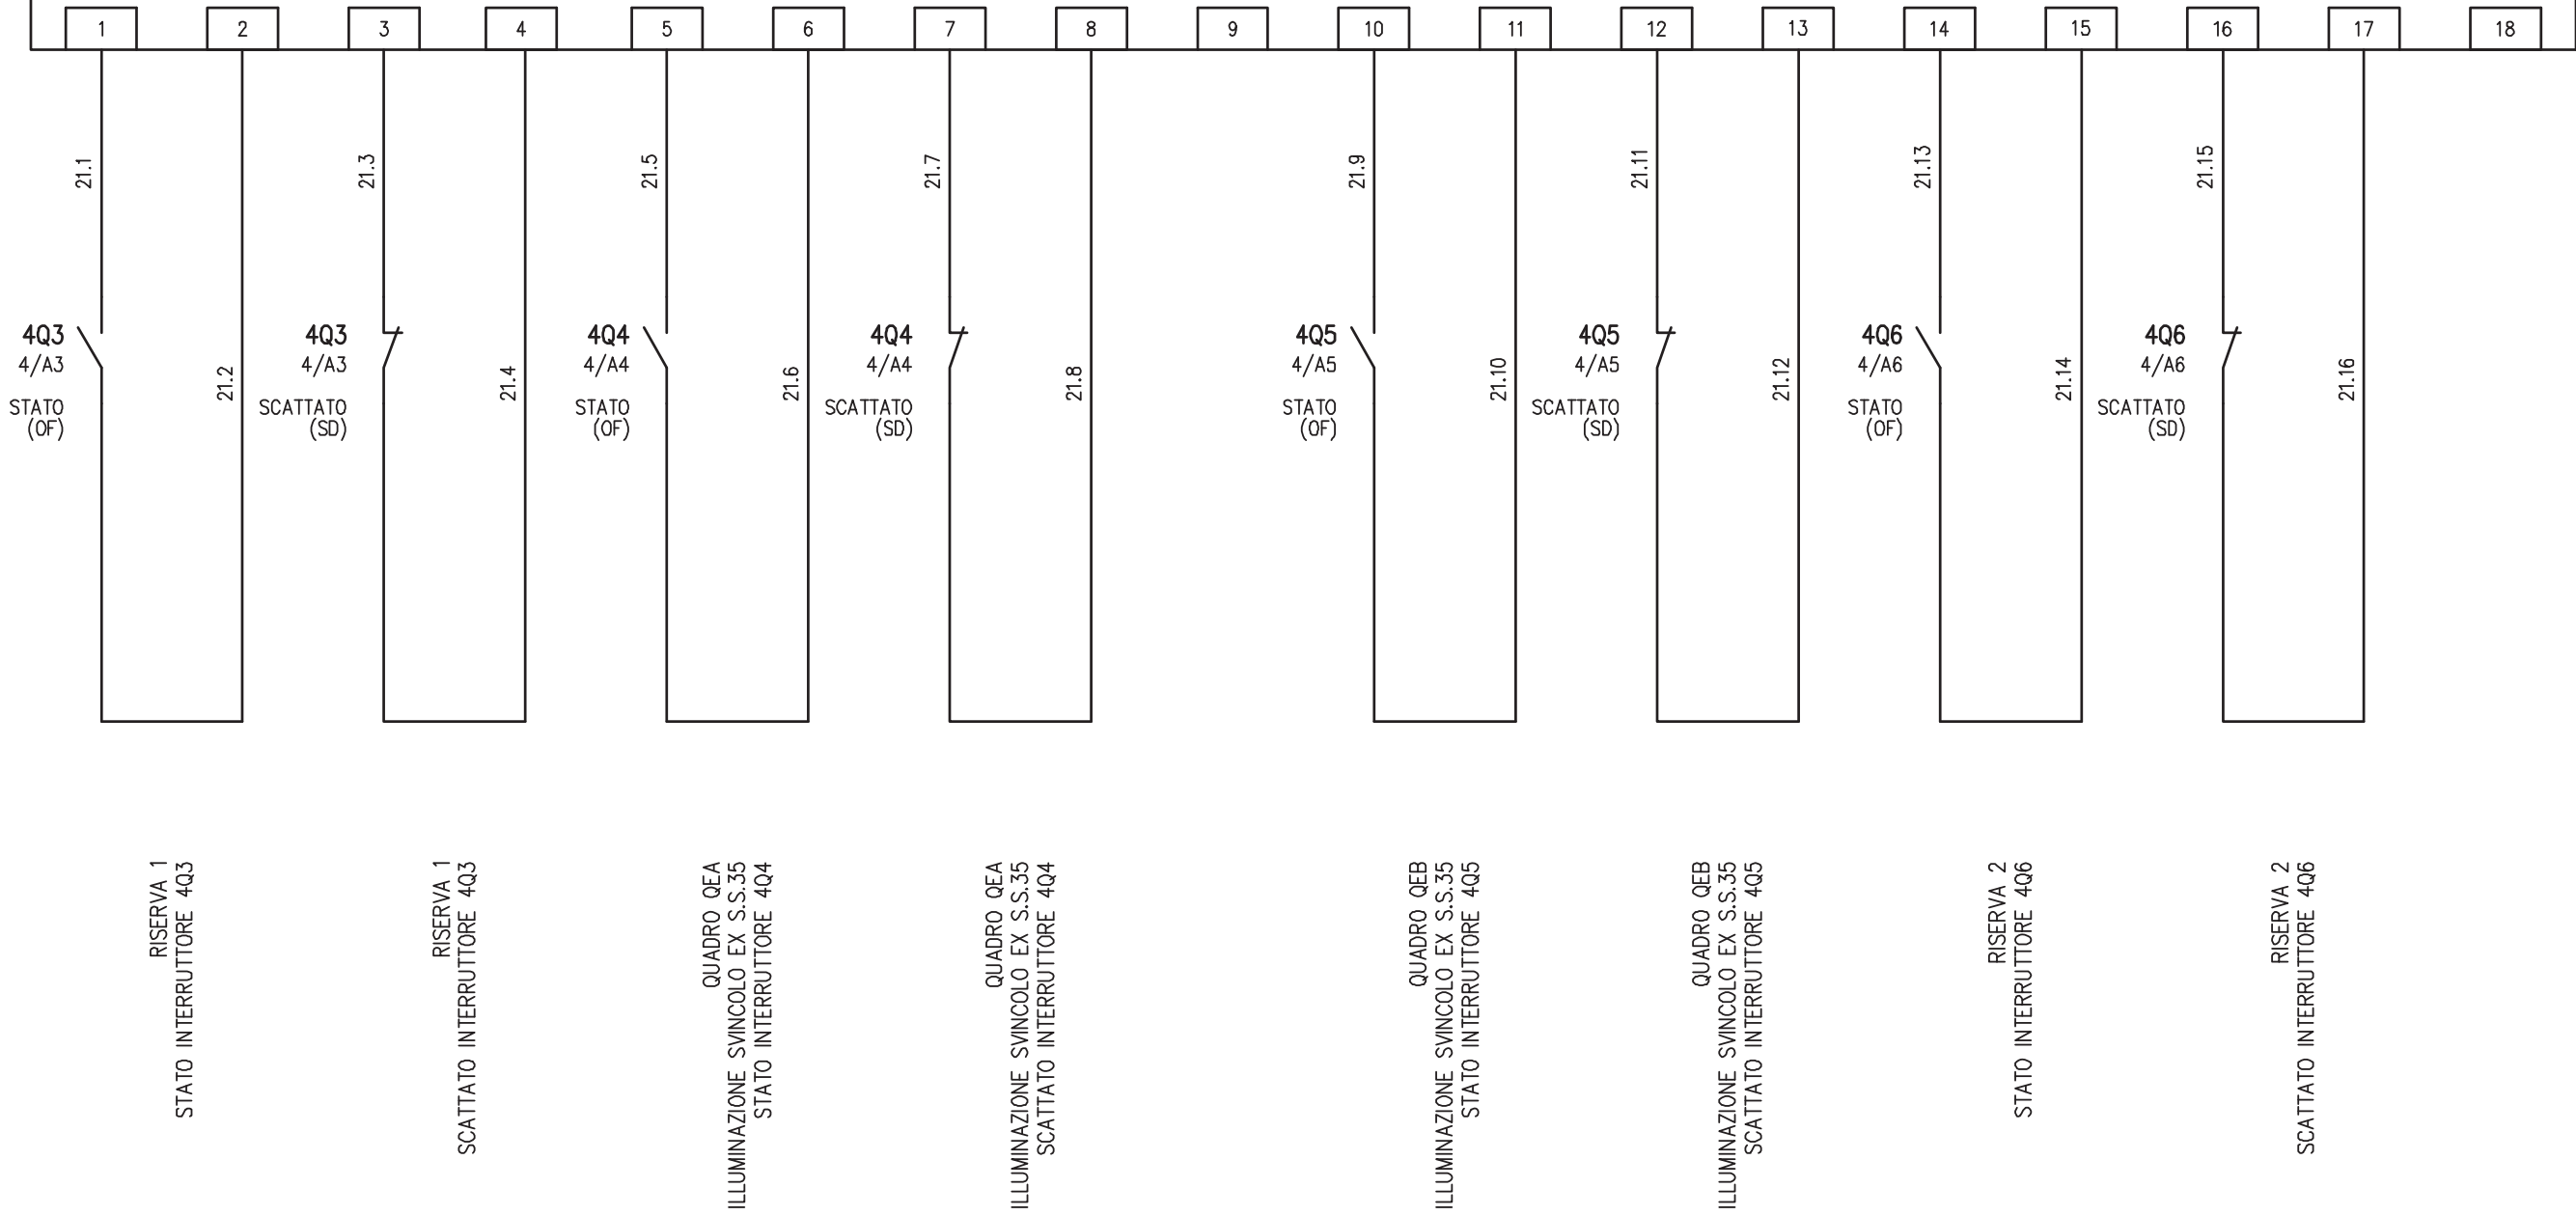 1
2
3
4
5
6
7
8
9
10
11
12
13
14
15
16
17
18
21.1
21.3
21.5
21.7
21.9
21.11
21.13
21.15
4Q3
4/A3
STATO
(OF)
21.2
4Q3
4/A3
SCATTATO
(SD)
21.4
4Q4
4/A4
STATO
(OF)
21.6
4Q4
4/A4
SCATTATO
(SD)
21.8
4Q5
4/A5
STATO
(OF)
21.10
4Q5
4/A5
SCATTATO
(SD)
21.12
4Q6
4/A6
STATO
(OF)
21.14
4Q6
4/A6
SCATTATO
(SD)
21.16
RISERVA 1
STATO INTERRUTTORE 4Q3
RISERVA 1
SCATTATO INTERRUTTORE 4Q3
QUADRO QEA
ILLUMINAZIONE SVINCOLO EX S.S.35
STATO INTERRUTTORE 4Q4
QUADRO QEA
ILLUMINAZIONE SVINCOLO EX S.S.35
SCATTATO INTERRUTTORE 4Q4
QUADRO QEB
ILLUMINAZIONE SVINCOLO EX S.S.35
STATO INTERRUTTORE 4Q5
QUADRO QEB
ILLUMINAZIONE SVINCOLO EX S.S.35
SCATTATO INTERRUTTORE 4Q5
RISERVA 2
STATO INTERRUTTORE 4Q6
RISERVA 2
SCATTATO INTERRUTTORE 4Q6